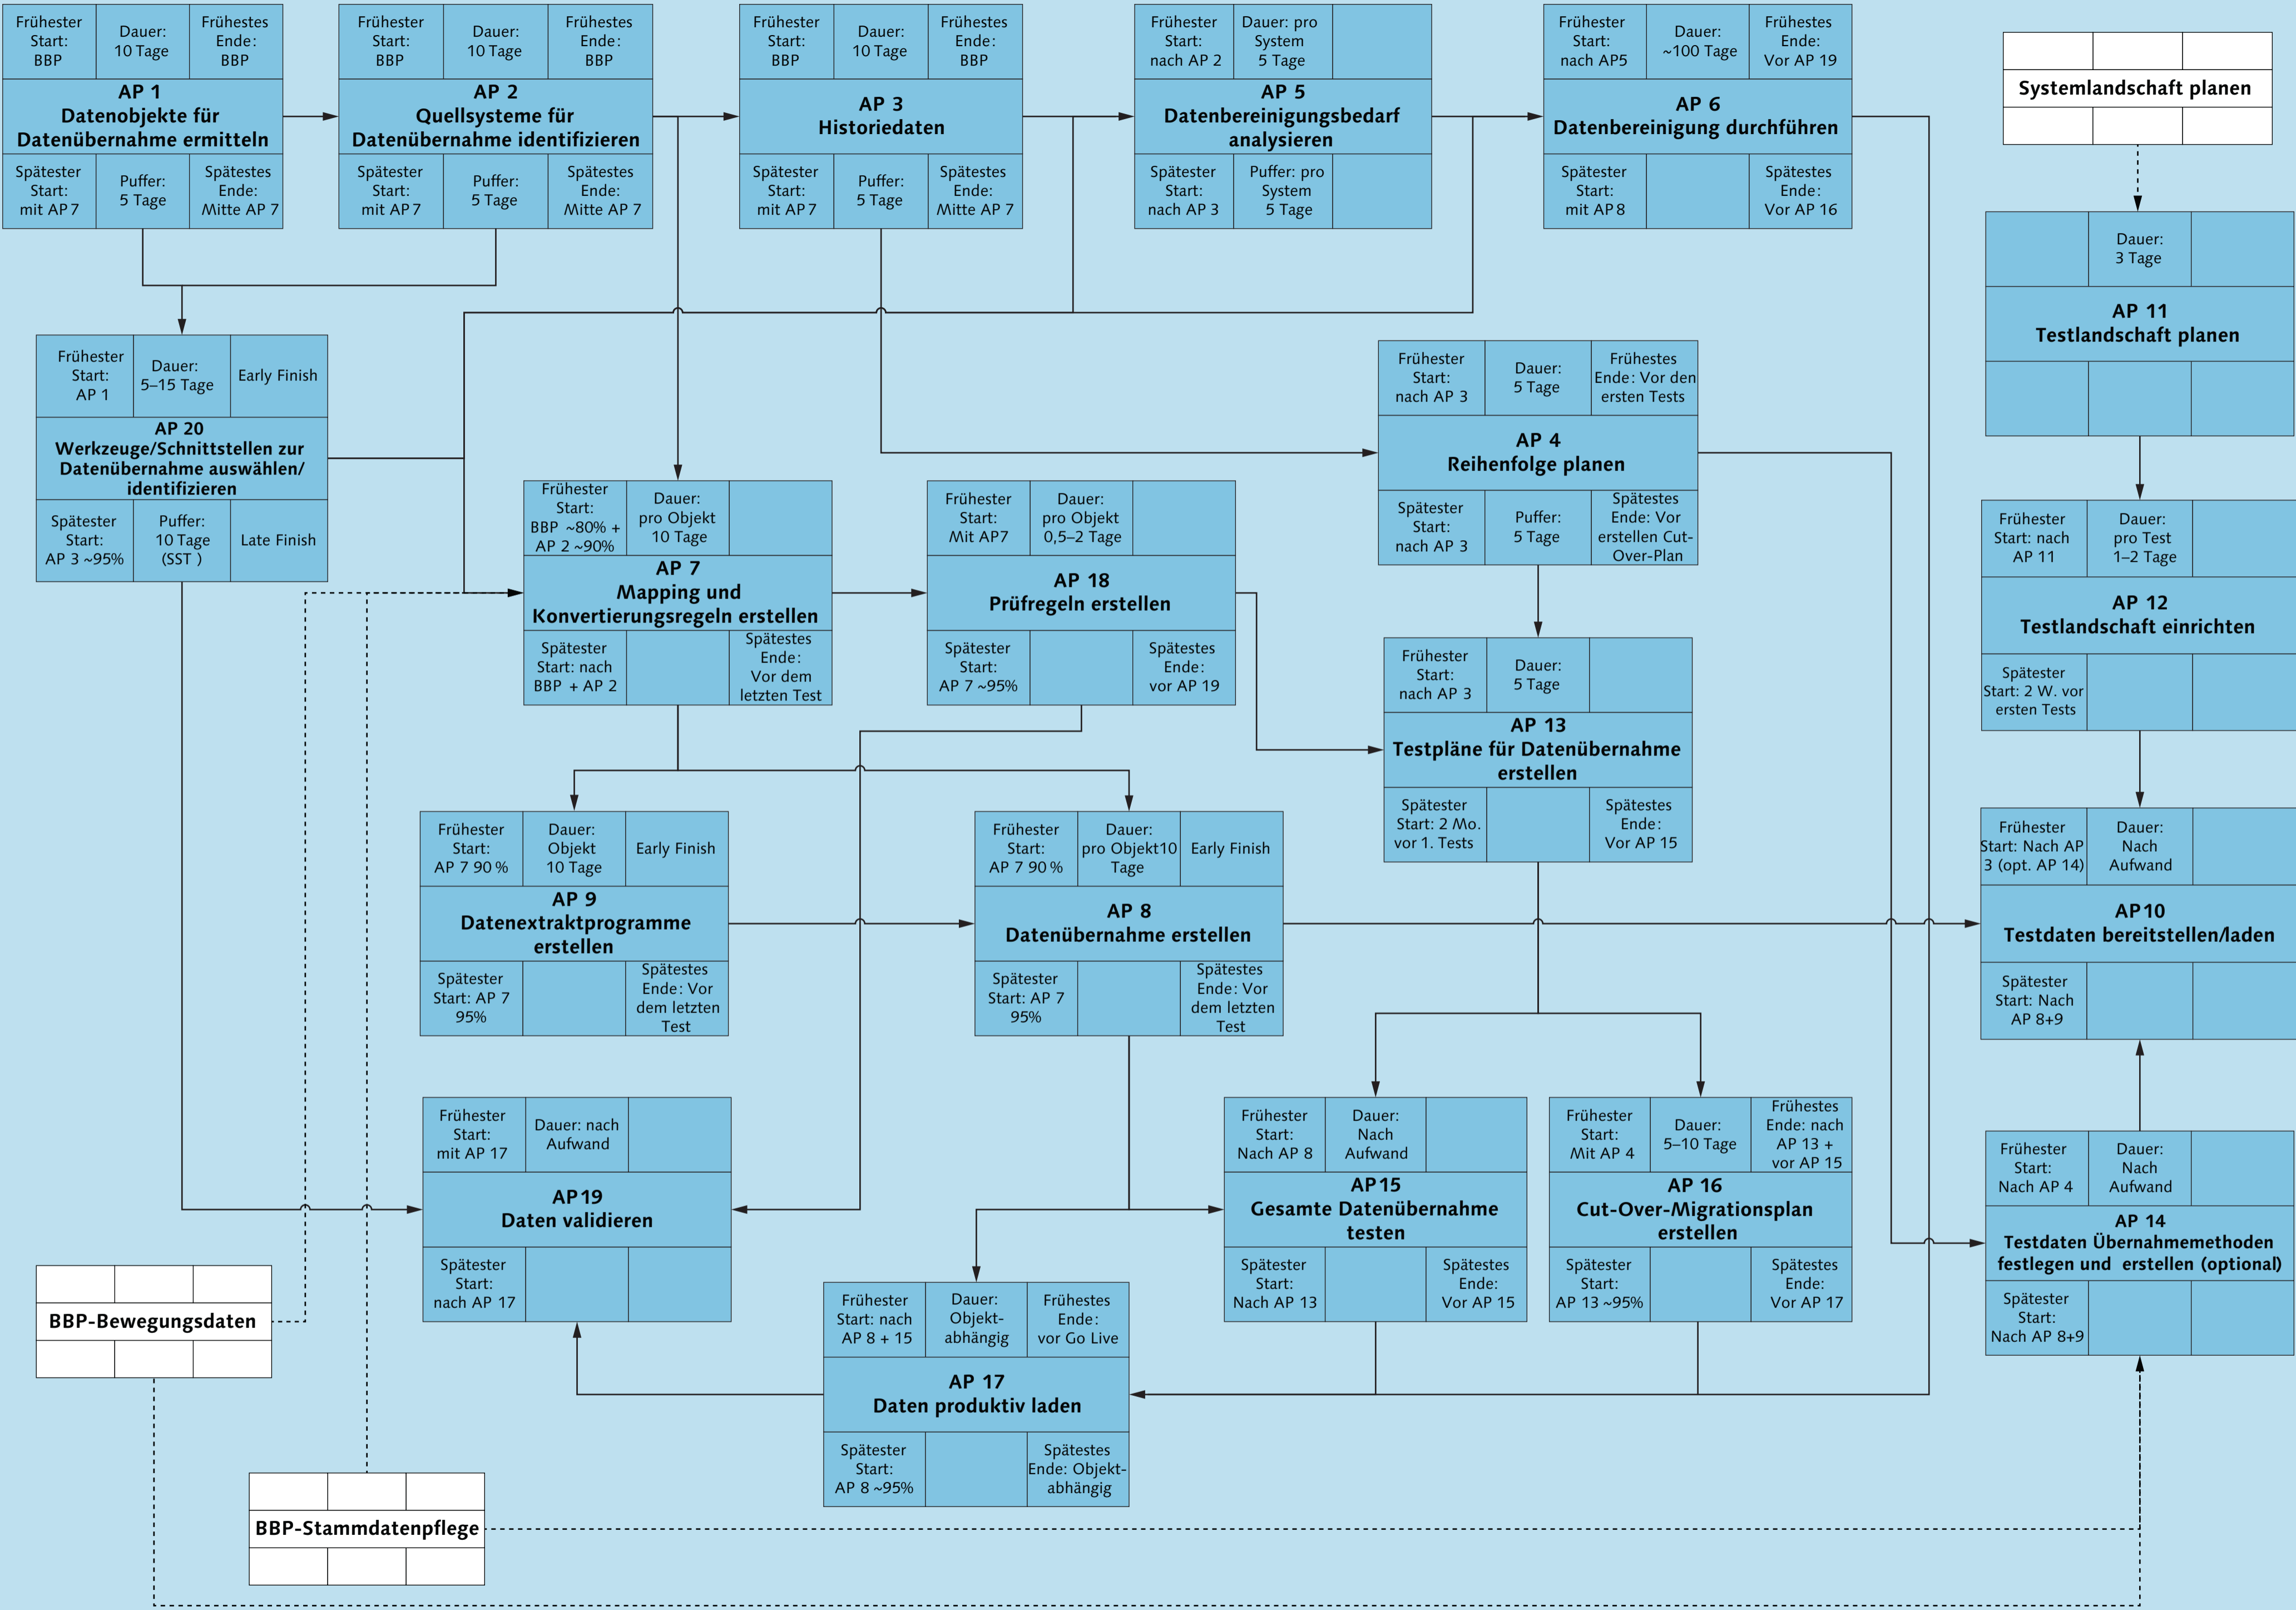 Frühester
Start:
BBP
Dauer:
10 Tage
Frühestes
Ende:
BBP
AP 1
Datenobjekte für
Datenübernahme ermitteln
Spätester
Start:
mit AP 7
Puffer:
5 Tage
Spätestes
Ende:
Mitte AP 7
Frühester
Start:
BBP
Dauer:
10 Tage
Frühestes
Ende:
BBP
AP 2
Quellsysteme für
Datenübernahme identifizieren
Spätester
Start:
mit AP 7
Puffer:
5 Tage
Spätestes
Ende:
Mitte AP 7
Frühester
Start:
BBP
Dauer:
10 Tage
Frühestes
Ende:
BBP
AP 3
Historiedaten
Spätester
Start:
mit AP 7
Puffer:
5 Tage
Spätestes
Ende:
Mitte AP 7
Frühester
Start:
nach AP 2
Dauer: pro
System
5 Tage
AP 5
Datenbereinigungsbedarf
analysieren
Spätester
Start:
nach AP 3
Puffer: pro
System
5 Tage
Frühester
Start:
nach AP5
Dauer:
~100 Tage
Frühestes
Ende:
Vor AP 19
AP 6
Datenbereinigung durchführen
Spätester
Start:
mit AP 8
Spätestes
Ende:
Vor AP 16
Systemlandschaft planen
Dauer:
3 Tage
AP 11
Testlandschaft planen
Frühester
Start:
AP 1
Dauer:
5–15 Tage
Early Finish
AP 20
Werkzeuge/Schnittstellen zur
Datenübernahme auswählen/
identifizieren
Spätester
Start:
AP 3 ~95%
Puffer:
10 Tage
(SST )
Late Finish
Frühester
Start:
nach AP 3
Dauer:
5 Tage
Frühestes
Ende: Vor den
ersten Tests
AP 4
Reihenfolge planen
Spätester
Start:
nach AP 3
Puffer:
5 Tage
Spätestes
Ende: Vor
erstellen Cut-
Over-Plan
Frühester
Start:
BBP ~80% +
AP 2 ~90%
Dauer:
pro Objekt
10 Tage
AP 7
Mapping und
Konvertierungsregeln erstellen
Spätester
Start: nach
BBP + AP 2
Spätestes
Ende:
Vor dem
letzten Test
Frühester
Start:
Mit AP7
Dauer:
pro Objekt
0,5–2 Tage
AP 18
Prüfregeln erstellen
Spätester
Start:
AP 7 ~95%
Spätestes
Ende:
vor AP 19
Frühester
Start: nach
AP 11
Dauer:
pro Test
1–2 Tage
AP 12
Testlandschaft einrichten
Spätester
Start: 2 W. vor
ersten Tests
Frühester
Start:
nach AP 3
Dauer:
5 Tage
AP 13
Testpläne für Datenübernahme
erstellen
Spätester
Start: 2 Mo.
vor 1. Tests
Spätestes
Ende:
Vor AP 15
Frühester
Start:
AP 7 90 %
Dauer:
Objekt
10 Tage
Early Finish
AP 9
Datenextraktprogramme
erstellen
Spätester
Start: AP 7
95%
Spätestes
Ende: Vor
dem letzten
Test
Frühester
Start:
AP 7 90 %
Dauer:
pro Objekt10
Tage
Early Finish
AP 8
Datenübernahme erstellen
Spätester
Start: AP 7
95%
Spätestes
Ende: Vor
dem letzten
Test
Frühester
Start: Nach AP
3 (opt. AP 14)
Dauer:
Nach
Aufwand
AP10
Testdaten bereitstellen/laden
Spätester
Start: Nach
AP 8+9
Frühester
Start:
mit AP 17
Dauer: nach
Aufwand
AP19
Daten validieren
Spätester
Start:
nach AP 17
Frühester
Start:
Nach AP 8
Dauer:
Nach
Aufwand
AP15
Gesamte Datenübernahme
testen
Spätester
Start:
Nach AP 13
Spätestes
Ende:
Vor AP 15
Frühester
Start:
Mit AP 4
Dauer:
5–10 Tage
Frühestes
Ende: nach
AP 13 +
vor AP 15
AP 16
Cut-Over-Migrationsplan
erstellen
Spätester
Start:
AP 13 ~95%
Spätestes
Ende:
Vor AP 17
Frühester
Start:
Nach AP 4
Dauer:
Nach
Aufwand
AP 14
Testdaten Übernahmemethoden
festlegen und erstellen (optional)
Spätester
Start:
Nach AP 8+9
BBP-Bewegungsdaten
Frühester
Start: nach
AP 8 + 15
Dauer:
Objekt-
abhängig
Frühestes
Ende:
vor Go Live
AP 17
Daten produktiv laden
Spätester
Start:
AP 8 ~95%
Spätestes
Ende: Objekt-
abhängig
BBP-Stammdatenpflege